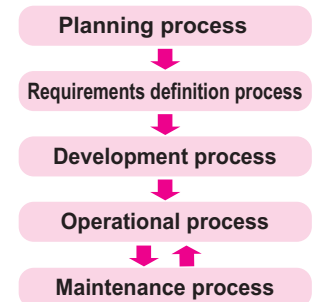 Planning process
Requirements definition process
Development process
Operational process
Maintenance process